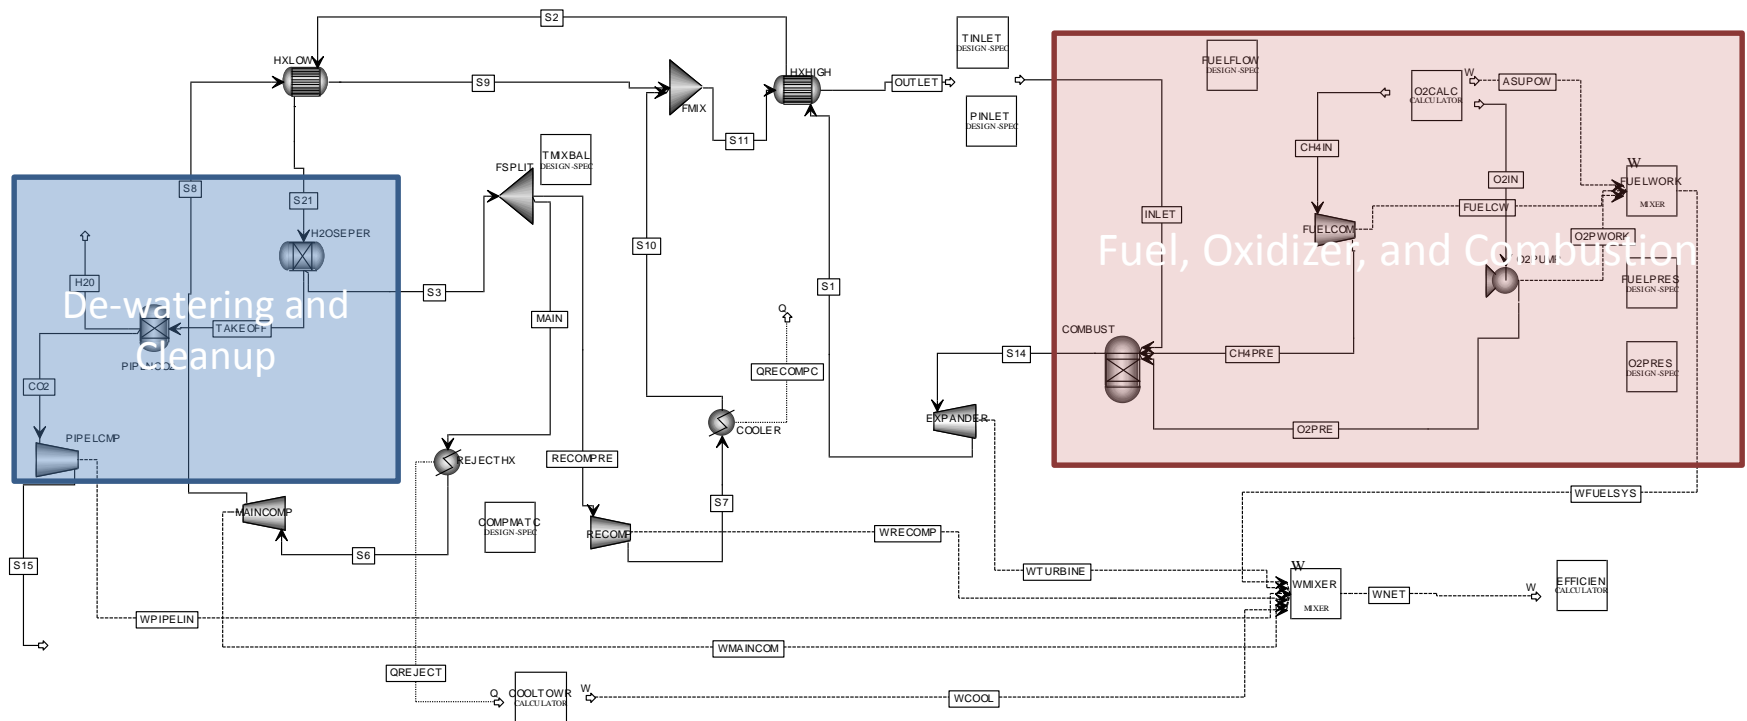 S2
TINLET
DESIGN-SPEC
HXLOW
S9
FMIX
HXHIGH
OUTLET
PINLET
DESIGN-SPEC
S11
FUELFLOW
DESIGN-SPEC
W
O2CALC
CALCULATOR
ASUPOW
CH4IN
O2IN
W
FUELWORK
MIXER
INLET
FUELCW
FUELCOM
O2PWORK
O2PUMP
Fuel, Oxidizer, and Combustion
FUELPRES
DESIGN-SPEC
COMBUST
CH4PRE
O2PRES
DESIGN-SPEC
O2PRE
S14
EXPANDER
FSPLIT
TMIXBAL
DESIGN-SPEC
S8
S21
H2OSEPER
H20
De-watering and
Cleanup
TAKEOFF
CO2
PIPELCMP
S3
MAIN
S10
S1
Q
QRECOMPC
COOLER
REJECTHX
RECOMPRE
S7
MAINCOMP
COMPMATC
DESIGN-SPEC
RECOMP
WRECOMP
S6
S15
WTURBINE
WFUELSYS
W
WMIXER
MIXER
WNET
W
EFFICIEN
CALCULATOR
WPIPELIN
WMAINCOM
QREJECT
Q
COOLTOWR
CALCULATOR
W
WCOOL